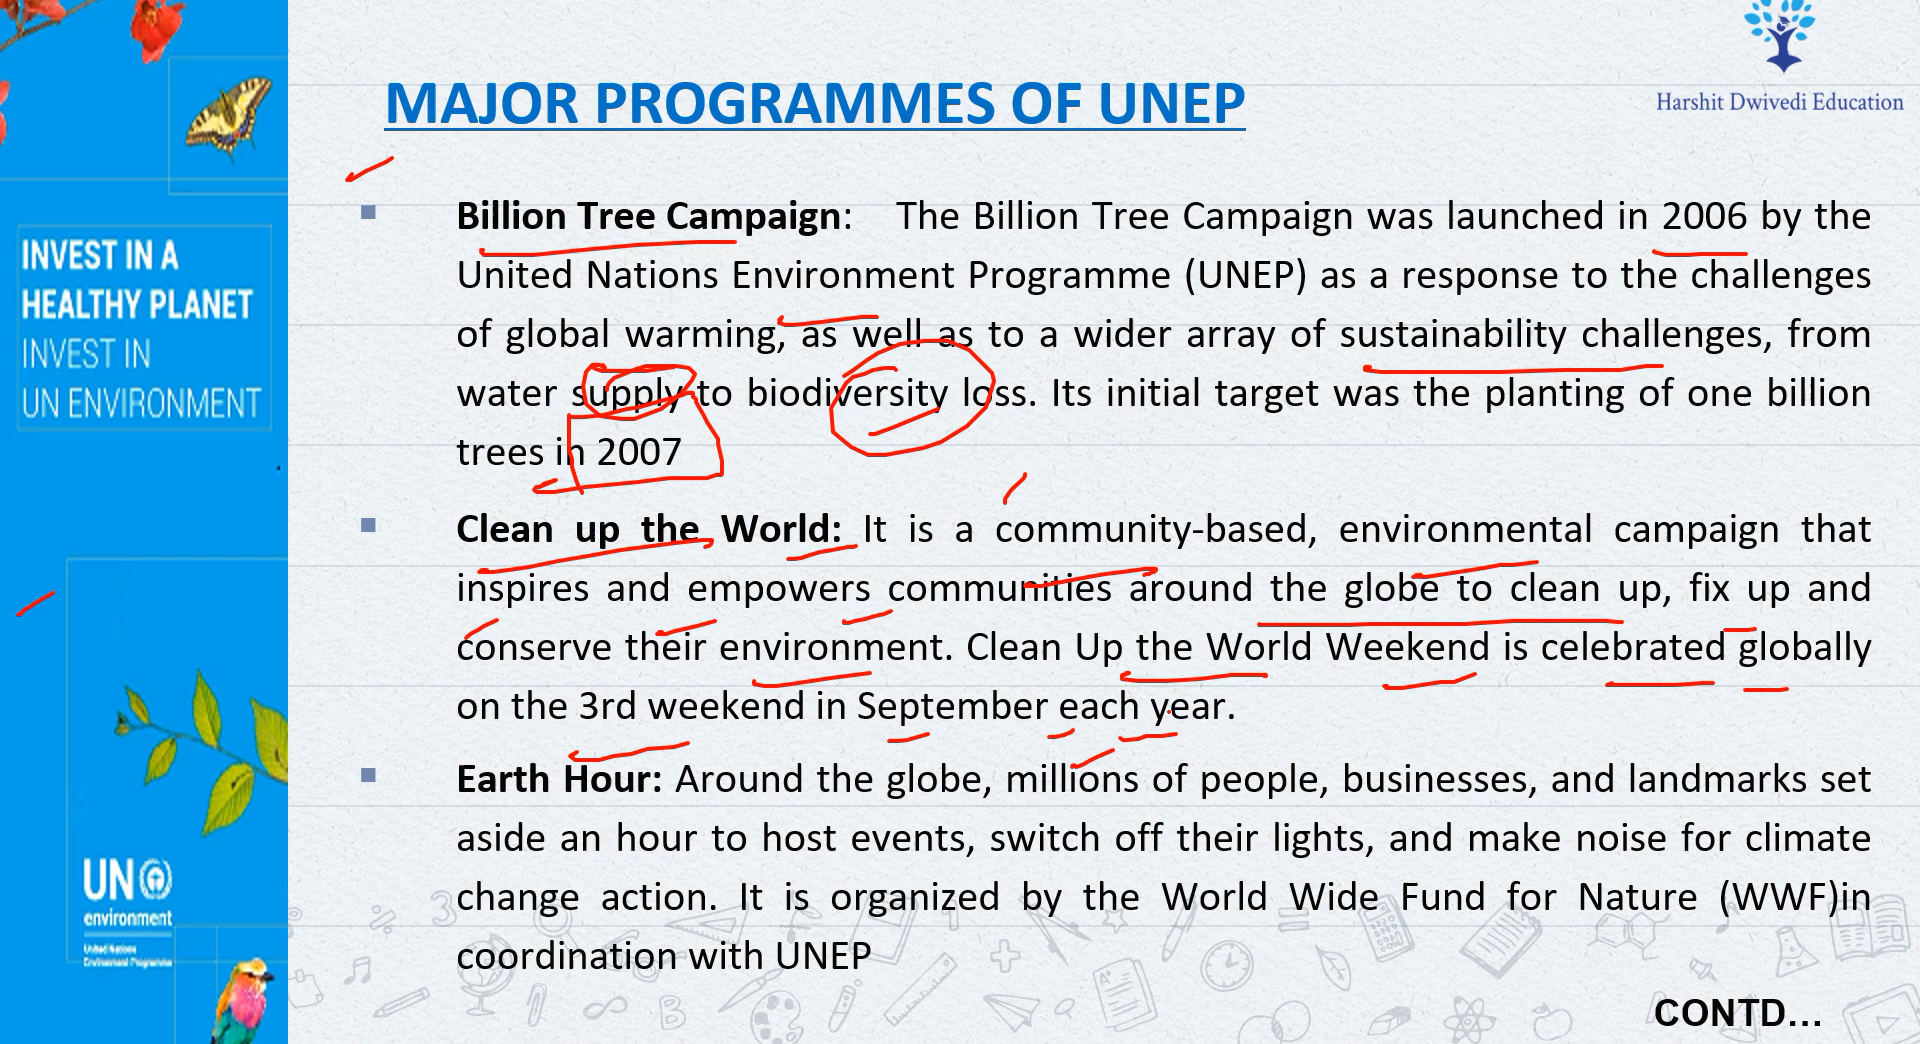 Harshit Dwivedi Education
MAJOR PROGRAMMES OF UNEP
INVEST IN A
HEALTHY PLANET
INVEST IN
UN ENVIRONMENT
UN
environment
United Nations
Environment Programme
Billion Tree Campaign: The Billion Tree Campaign was launched in 2006 by the
United Nations Environment Programme (UNEP) as a response to the challenges
of global warming, as well as to a wider array of sustainability challenges, from
water supply to biodiversity loss. Its initial target was the planting of one billion
trees in 2007
Clean up the World: It is a community-based, environmental campaign that
inspires and empowers communities around the globe to clean up, fix up and
conserve their environment. Clean Up the World Weekend is celebrated globally
on the 3rd weekend in September each year.
Earth Hour: Around the globe, millions of people, businesses, and landmarks set
aside an hour to host events, switch off their lights, and make noise for climate
change action. It is organized by the World Wide Fund for Nature (WWF)in
coordination with UNEP
CONTD...